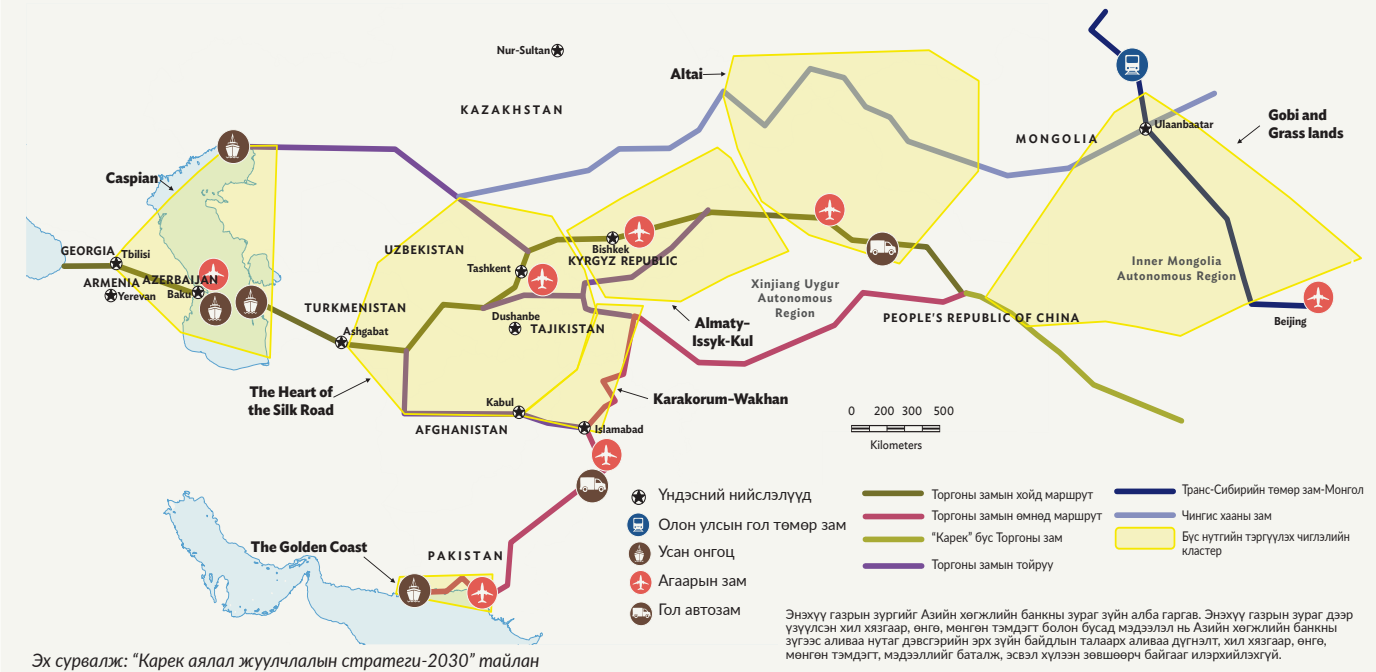 Nur-Sultan
Altai
KAZAKHSTAN
Gobi and
Grass lands
Ulaanbaatar
MONGOLIA
Caspian
GEORGIA
Tbilisi
UZBEKISTAN
Bishkek
KYRGYZ REPUBLIC
Tashkent
ARMENIA
AZERBAIJAN
Yerevan
Baku
Inner Mongolia
Autonomous Region
Xinjiang Uygur
Autonomous
Region
TURKMENISTAN
Dushanbe
TAJIKISTAN
Ashgabat
Almaty-
Issyk-Kul
PEOPLE'S REPUBLIC OF CHINA
Beijing
The Heart of
the Silk Road
Kabul
Karakorum-Wakhan
AFGHANISTAN
Islamabad
0 200 300 500
Kilometers
The Golden Coast
PAKISTAN
Үндэсний нийслэлүүд
Олон улсын гол төмөр зам
Усан онгоц
Агаарын зам
Гол автозам
Торгоны замын хойд маршрут
Торгоны замын өмнөд маршрут
“Карек” бус Торгоны зам
Торгоны замын тойруу
Транс-Сибирийн төмөр зам-Монгол
Чингис хааны зам
Бүс нутгийн тэргүүлэх чиглэлийн
кластер
Энэхүү газрын зургийг Азийн хөгжлийн банкны зураг зүйн алба гаргав. Энэхүү газрын зураг дээр
үзүүлсэн хил хязгаар, өнгө, мөнгөн тэмдэгт болон бусад мэдээлэл нь Азийн хөгжлийн банкны
зүгээс аливаа нутаг дэвсгэрийн эрх зүйн байдлын талаарх аливаа дүгнэлт, хил хязгаар, өнгө,
мөнгөн тэмдэгт, мэдээллийг баталж, эсвэл хүлээн зөвшөөрч байгааг илэрхийлэхгүй.
Эх сурвалж: “Карек аялал жуулчлалын стратеги-2030” тайлан